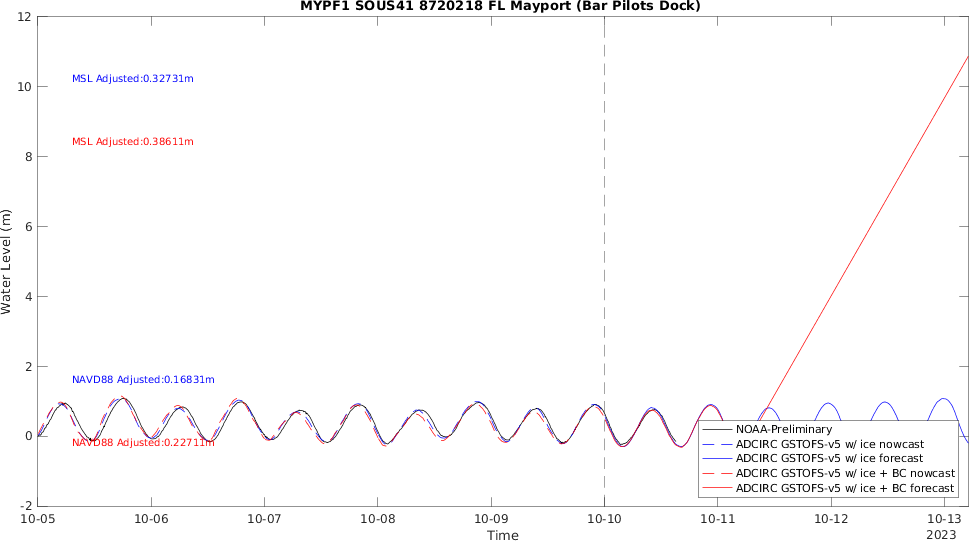 MYPF1 SOUS41 8720218 FL Mayport (Bar Pilots Dock)
12
10
8
6
4
2
0
-2
Water Level (m)
MSL Adjusted:0.32731m
MSL Adjusted:0.38611m
NAVD88 Adjusted:0.16831m
NAVD88 Adjusted:0.22711m
NOAA-Preliminary
ADCIRC GSTOFS-v5 w/ ice nowcast
ADCIRC GSTOFS-v5 w/ ice forecast
ADCIRC GSTOFS-v5 w/ ice + BC nowcast
ADCIRC GSTOFS-v5 w/ ice + BC forecast
10-05 10-06 10-07 10-08 10-09 10-10 10-11 10-12 10-13
Time
2023